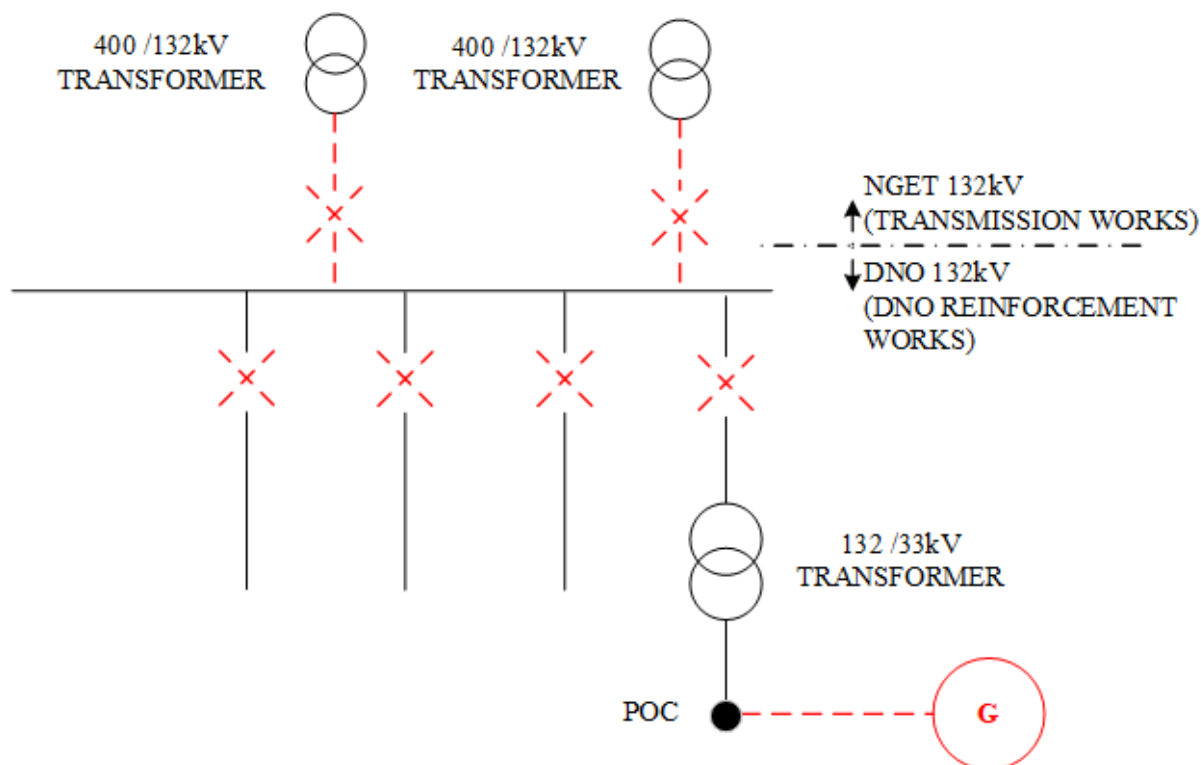 400 /132kV
TRANSFORMER
400 /132kV
TRANSFORMER
NGET 132kV
(TRANSMISSION WORKS)
DNO 132kV
(DNO REINFORCEMENT
WORKS)
132 /33kV
TRANSFORMER
POC
G